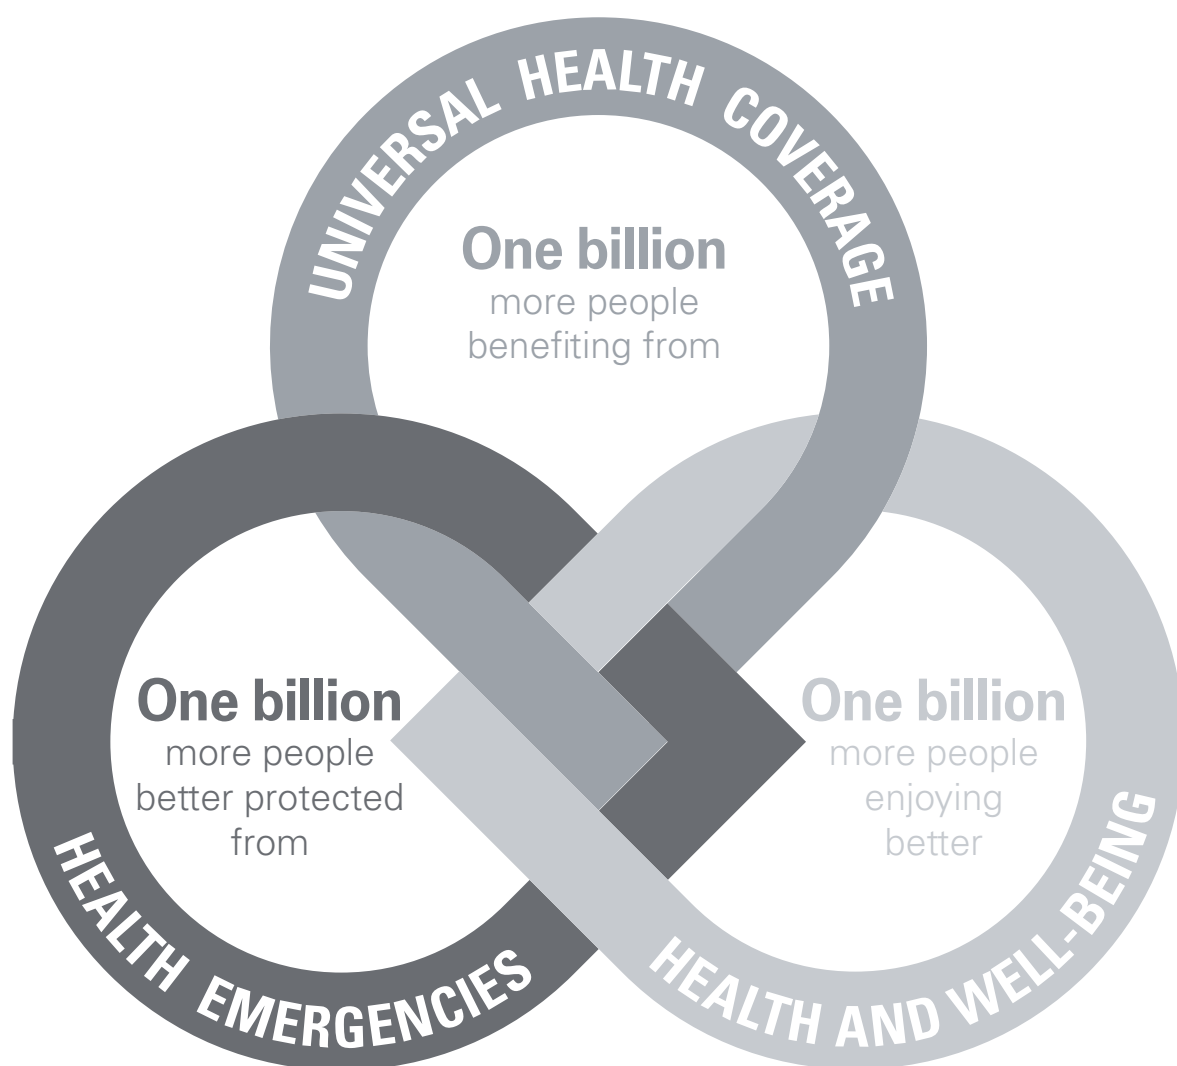 UNIVERSAL HEALTH COVERAGE
One billion
more people
benefiting from
One billion
more people
better protected
from
HEALTH EMERGENCIES
One billion
more people
enjoying
better
HEALTH AND WELL-BEING